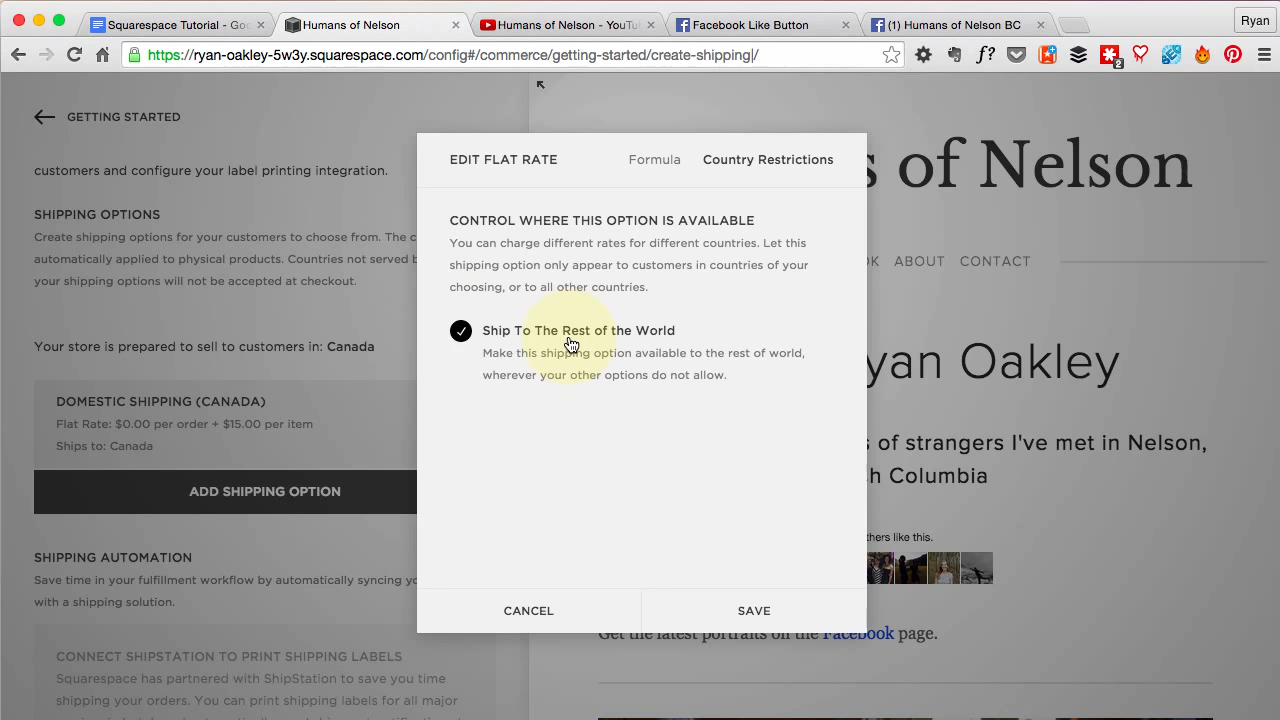 Squarespace Tutorial - Goo
Humans of Nelson
Humans of Nelson - YouTu
Facebook Like Button
(1) Humans of Nelson BC
Ryan
https://ryan-oakley-5w3y.squarespace.com/config#/commerce/getting-started/create-shipping/
f?
2
GETTING STARTED
customers and configure your label printing integration.
SHIPPING OPTIONS
Create shipping options for your customers to choose from. The c
automatically applied to physical products. Countries not served b
your shipping options will not be accepted at checkout.
Your store is prepared to sell to customers in: Canada
DOMESTIC SHIPPING (CANADA)
Flat Rate: $0.00 per order + $15.00 per item
Ships to: Canada
ADD SHIPPING OPTION
SHIPPING AUTOMATION
Save time in your fulfillment workflow by automatically syncing yo
with a shipping solution.
CONNECT SHIPSTATION TO PRINT SHIPPING LABELS
Squarespace has partnered with ShipStation to save you time
shipping your orders. You can print shipping labels for all major
EDIT FLAT RATE
Formula
Country Restrictions
CONTROL WHERE THIS OPTION IS AVAILABLE
You can charge different rates for different countries. Let this
shipping option only appear to customers in countries of your
choosing, or to all other countries.
Ship To The Rest of the World
Make this shipping option available to the rest of world,
wherever your other options do not allow.
CANCEL
SAVE
s of Nelson
OK ABOUT CONTACT
yan Oakley
s of strangers I've met in Nelson,
h Columbia
thers like this.
Get the latest portraits on the Facebook page.